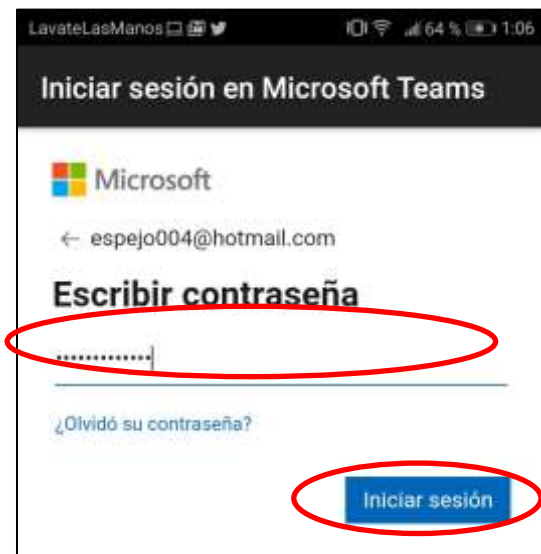 LavateLasManos 64 % 1:06
Iniciar sesión en Microsoft Teams
Microsoft
← espejo004@hotmail.com
Escribir contraseña
•••••••••••••
¿Olvidó su contraseña?
Iniciar sesión